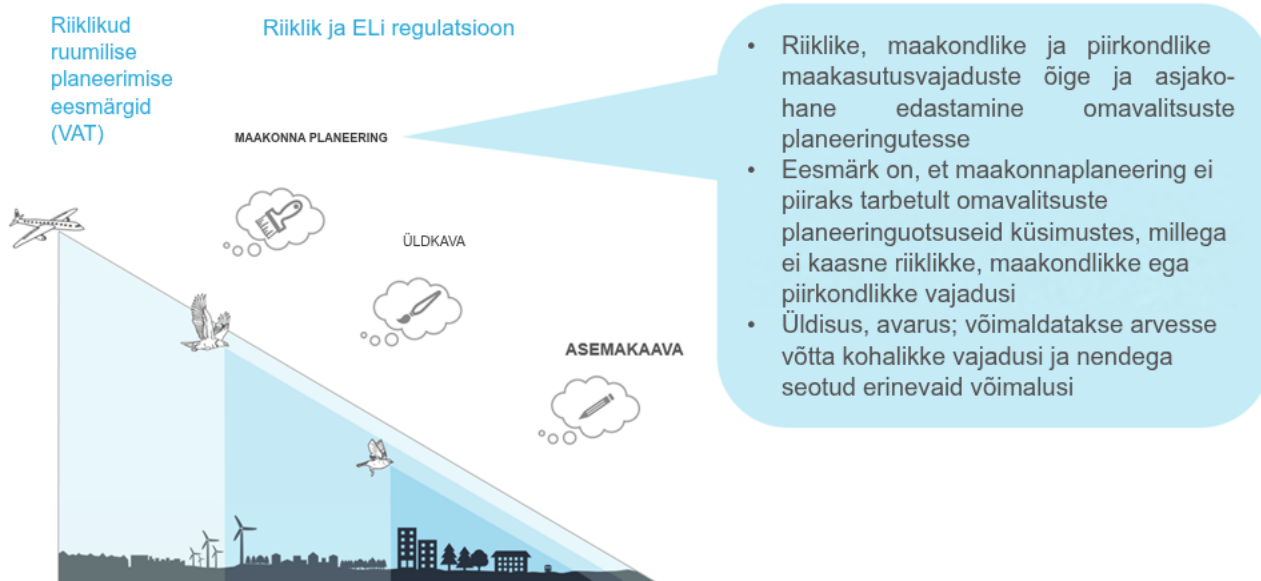 Riiklikud
ruumilise
planeerimise
eesmärgid
(VAT)
Riiklik ja ELi regulatsioon
MAAKONNA PLANEERING
ÜLDKAVA
ASEMAKAAVA
• Riiklike, maakondlike ja piirkondlike
maakasutusvajaduste õige ja asjako-
hane edastamine omavalitsuste
planeeringutesse
• Eesmärk on, et maakonnaplaneering ei
piiraks tarbetult omavalitsuste
planeeringuotsuseid küsimustes, millega
ei kaasne riiklikke, maakondlikke ega
piirkondlikke vajadusi
• Üldisus, avarus; võimaldatakse arvesse
võtta kohalikke vajadusi ja nendega
seotud erinevaid võimalusi